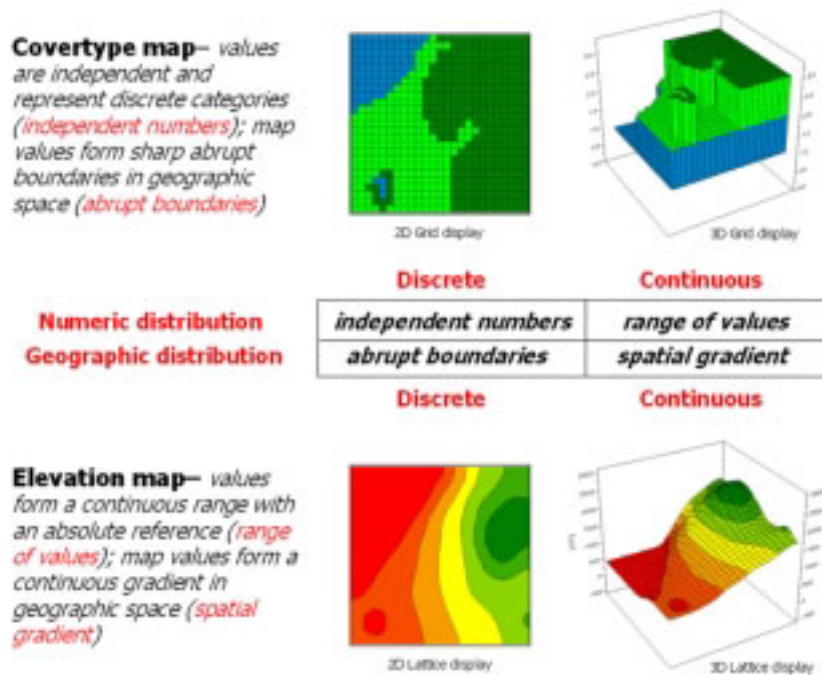 Covertype map– values
are independent and
represent discrete categories
(independent numbers); map
values form sharp abrupt
boundaries in geographic
space (abrupt boundaries)
2D Grid display
3D Grid display
Discrete Continuous
Numeric distribution independent numbers range of values
Geographic distribution abrupt boundaries spatial gradient
Discrete Continuous
Elevation map– values
form a continuous range with
an absolute reference (range
of values); map values form a
continuous gradient in
geographic space (spatial
gradient)
2D Lattice display
3D Lattice display